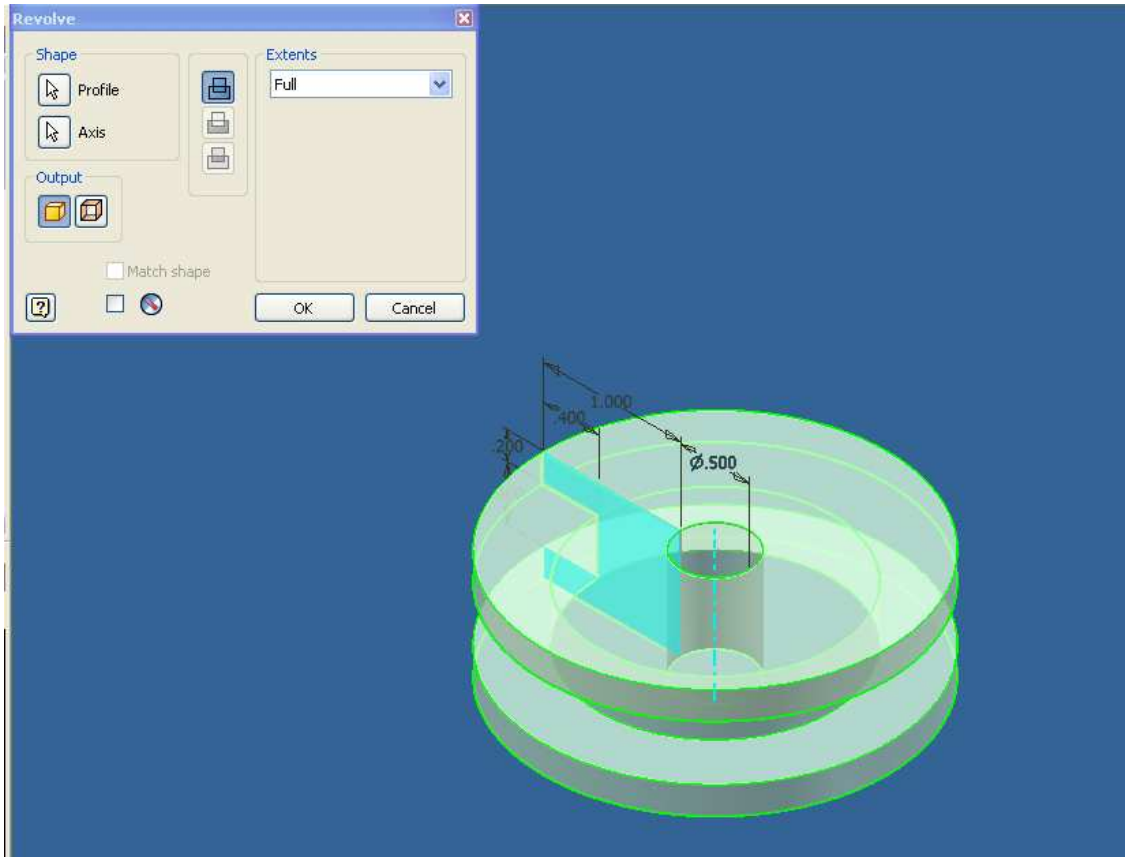 Revolve
Shape
Profile
Axis
Output
Match shape
?
Extents
Full
OK
Cancel
1.000
.400
.200
Ø.500